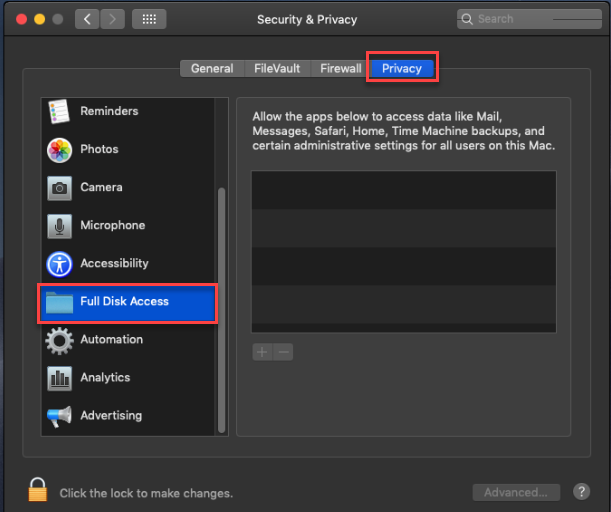 Security & Privacy
Search
General
FileVault
Firewall
Privacy
Reminders
Photos
Camera
Microphone
Accessibility
Full Disk Access
Automation
Analytics
Advertising
Allow the apps below to access data like Mail,
Messages, Safari, Home, Time Machine backups, and
certain administrative settings for all users on this Mac.
+ −
Click the lock to make changes.
Advanced...
?